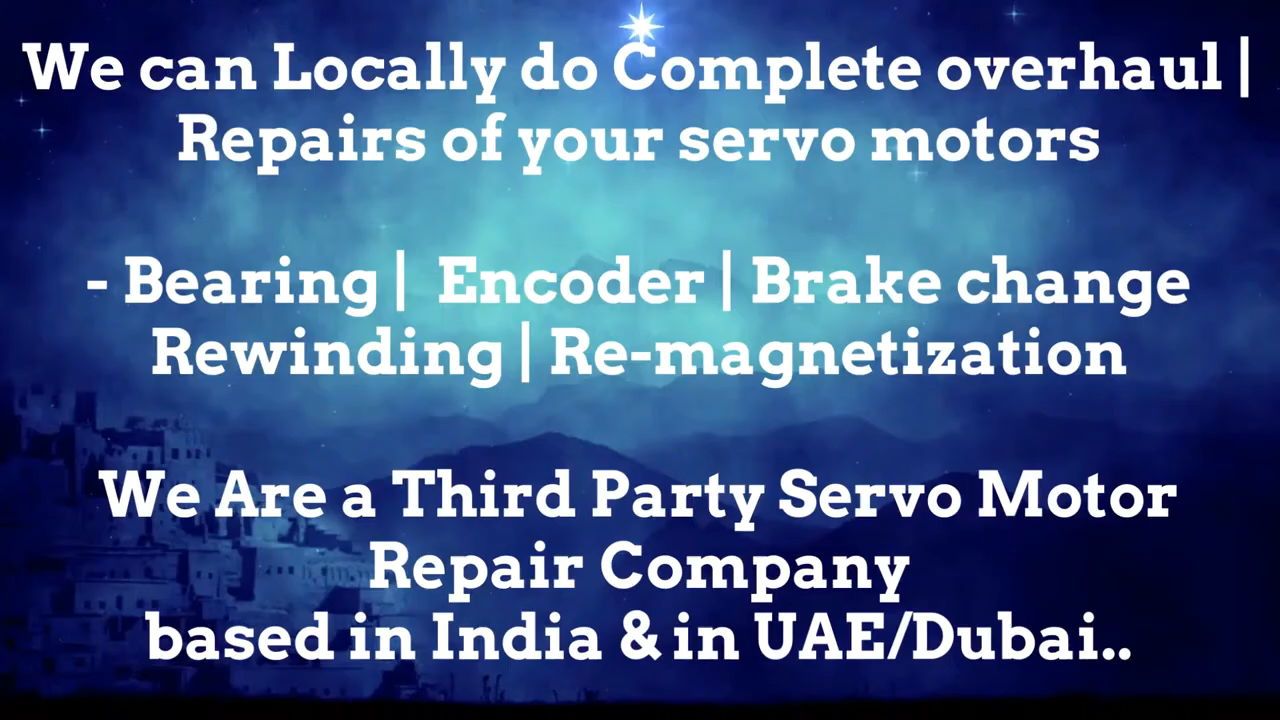 We can Locally do Complete overhaul |
Repairs of your servo motors
- Bearing | Encoder | Brake change
Rewinding | Re-magnetization
We Are a Third Party Servo Motor
Repair Company
based in India & in UAE/Dubai..